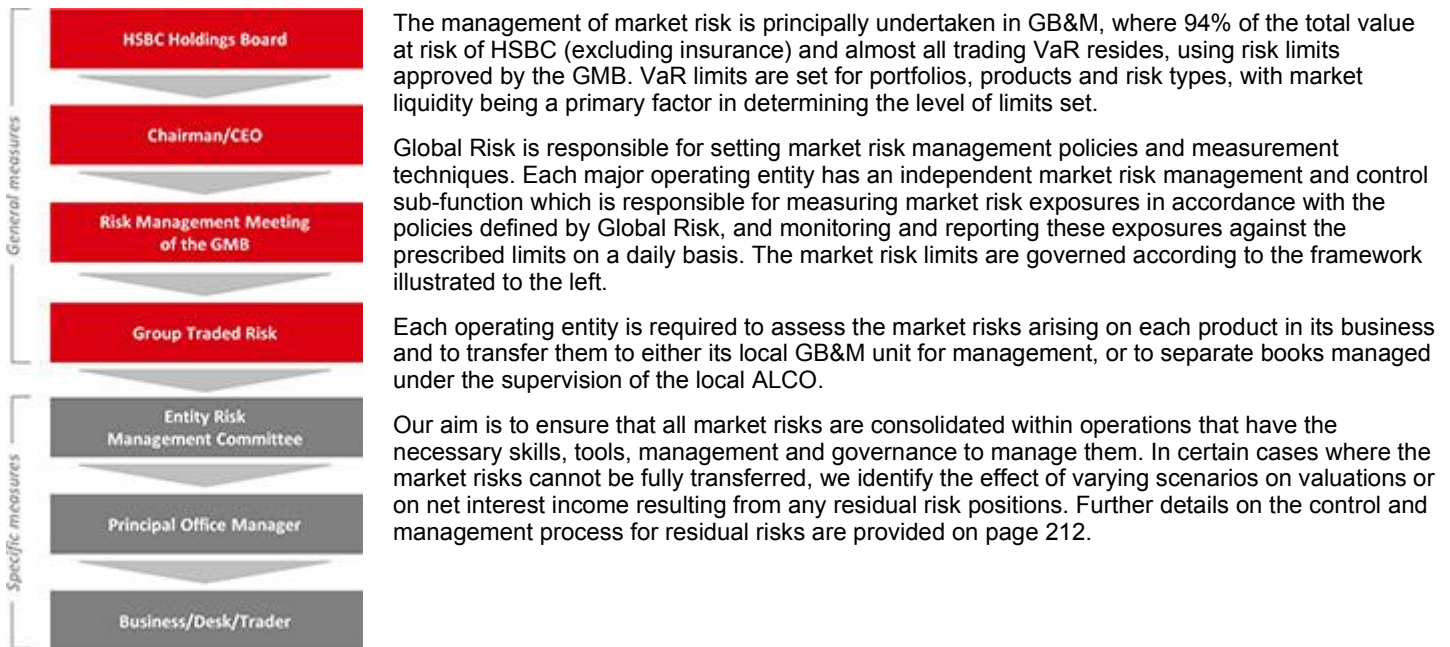 General measures
HSBC Holdings Board
Chairman/CEO
Risk Management Meeting
of the GMB
Group Traded Risk
Specific measures
Entity Risk
Management Committee
Principal Office Manager
Business/Desk/Trader
The management of market risk is principally undertaken in GB&M, where 94% of the total value
at risk of HSBC (excluding insurance) and almost all trading VaR resides, using risk limits
approved by the GMB. VaR limits are set for portfolios, products and risk types, with market
liquidity being a primary factor in determining the level of limits set.
Global Risk is responsible for setting market risk management policies and measurement
techniques. Each major operating entity has an independent market risk management and control
sub-function which is responsible for measuring market risk exposures in accordance with the
policies defined by Global Risk, and monitoring and reporting these exposures against the
prescribed limits on a daily basis. The market risk limits are governed according to the framework
illustrated to the left.
Each operating entity is required to assess the market risks arising on each product in its business
and to transfer them to either its local GB&M unit for management, or to separate books managed
under the supervision of the local ALCO.
Our aim is to ensure that all market risks are consolidated within operations that have the
necessary skills, tools, management and governance to manage them. In certain cases where the
market risks cannot be fully transferred, we identify the effect of varying scenarios on valuations or
on net interest income resulting from any residual risk positions. Further details on the control and
management process for residual risks are provided on page 212.